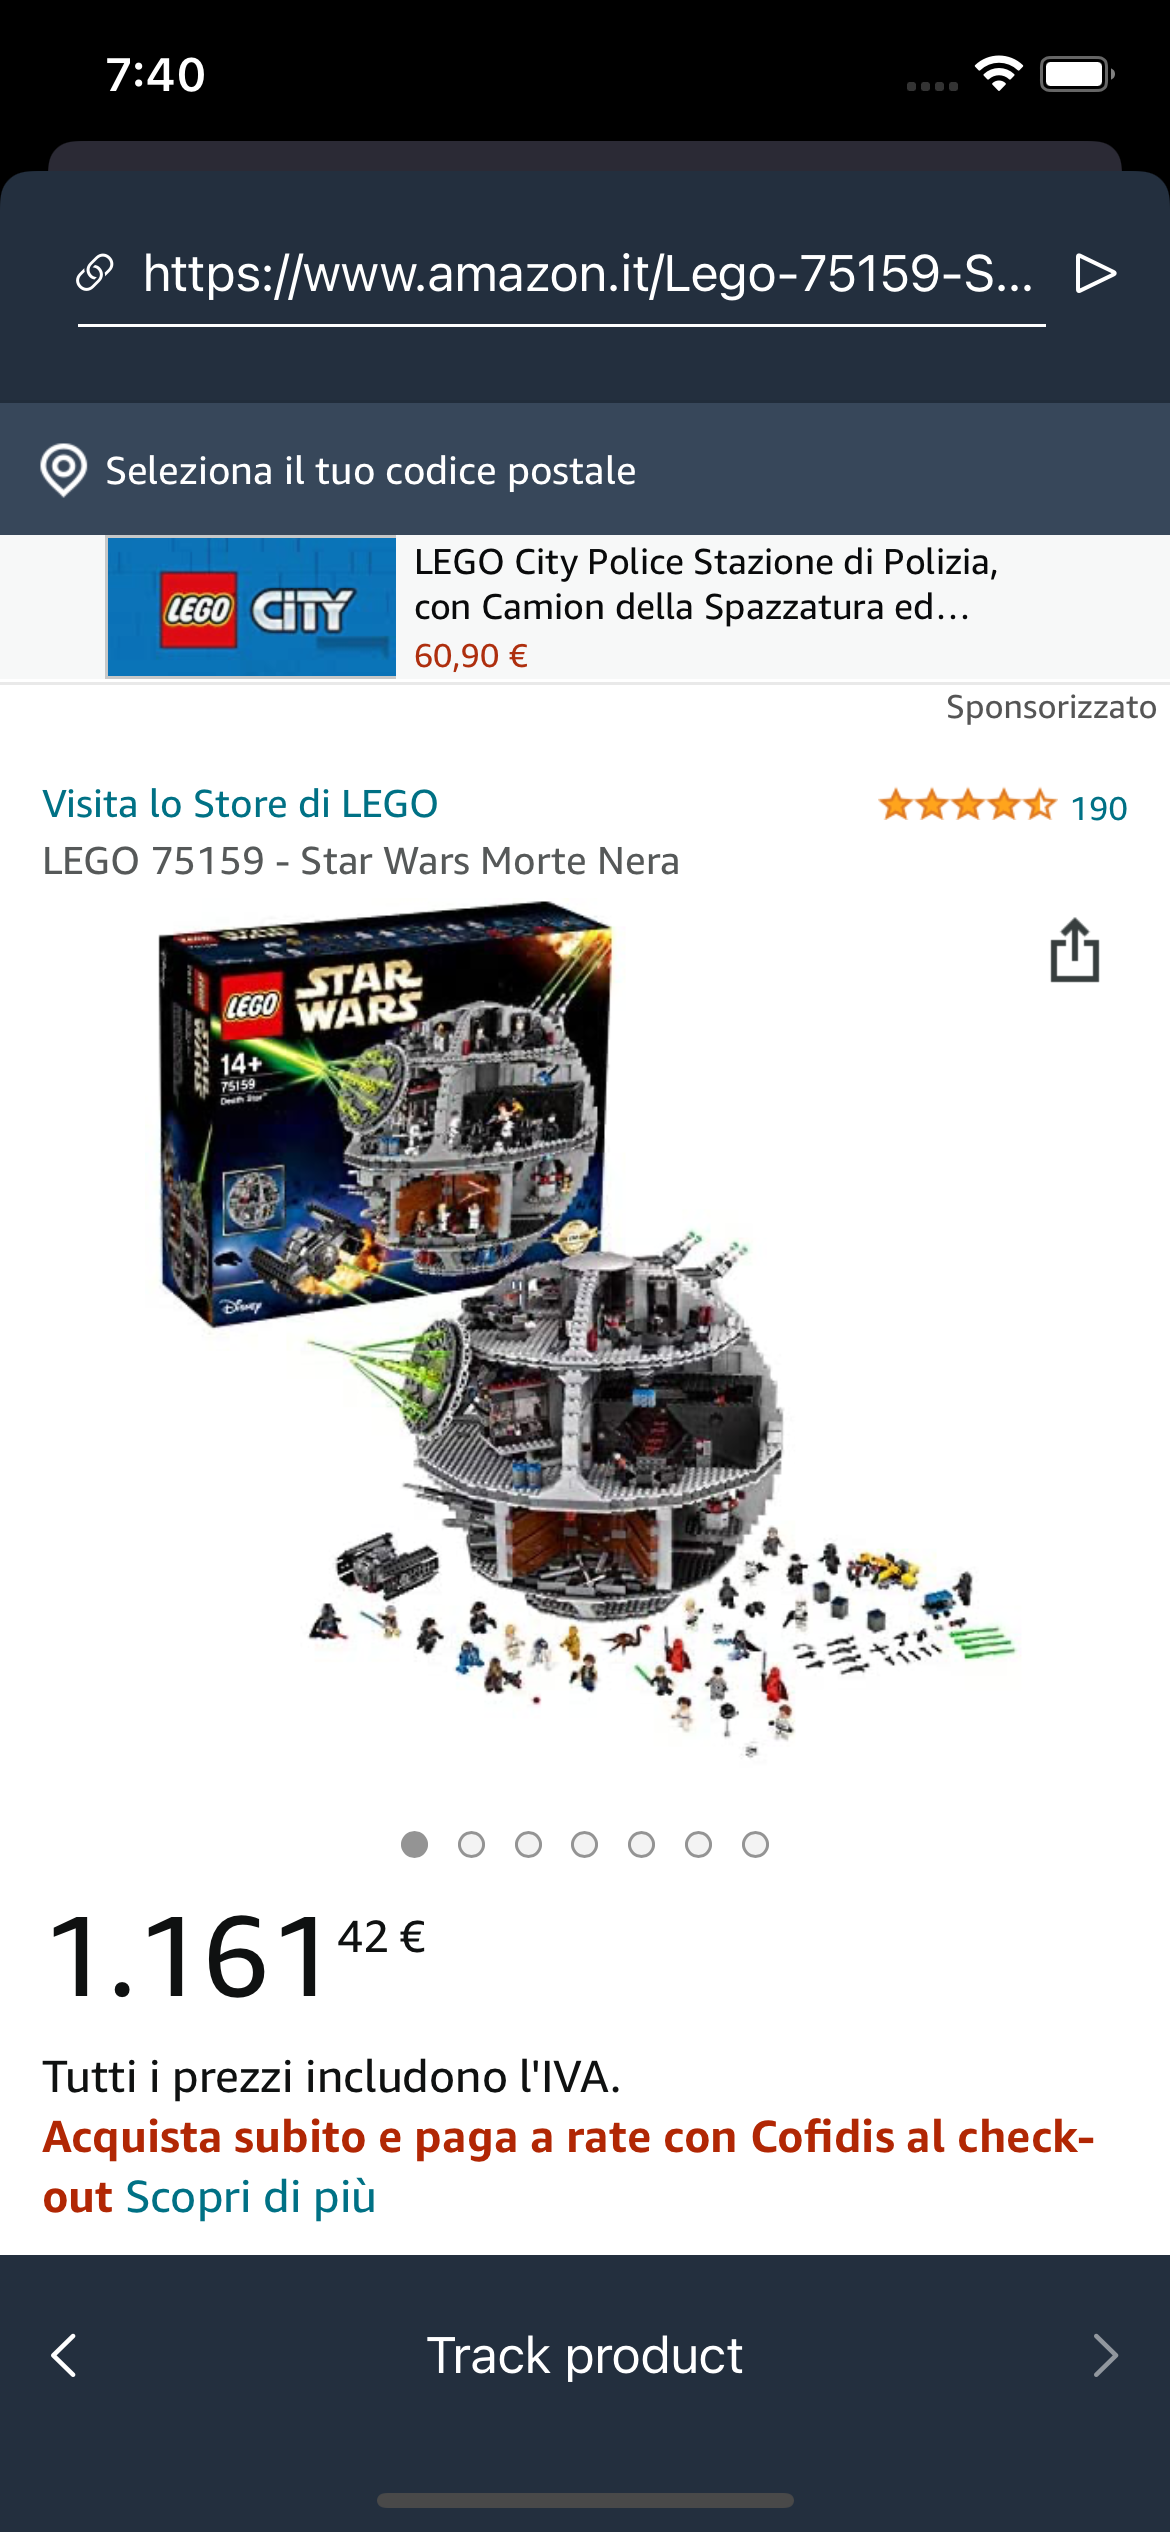 7:40
https://www.amazon.it/Lego-75159-S...
Seleziona il tuo codice postale
LEGO CITY
LEGO City Police Stazione di Polizia,
con Camion della Spazzatura ed...
60,90 €
Sponsorizzato
Visita lo Store di LEGO
190
LEGO 75159 - Star Wars Morte Nera
LEGO
STAR
WARS
14+
75159
Death Star
Disney
1.161 42 €
Tutti i prezzi includono l'IVA.
Acquista subito e paga a rate con Cofidis al check-
out Scopri di più
Track product